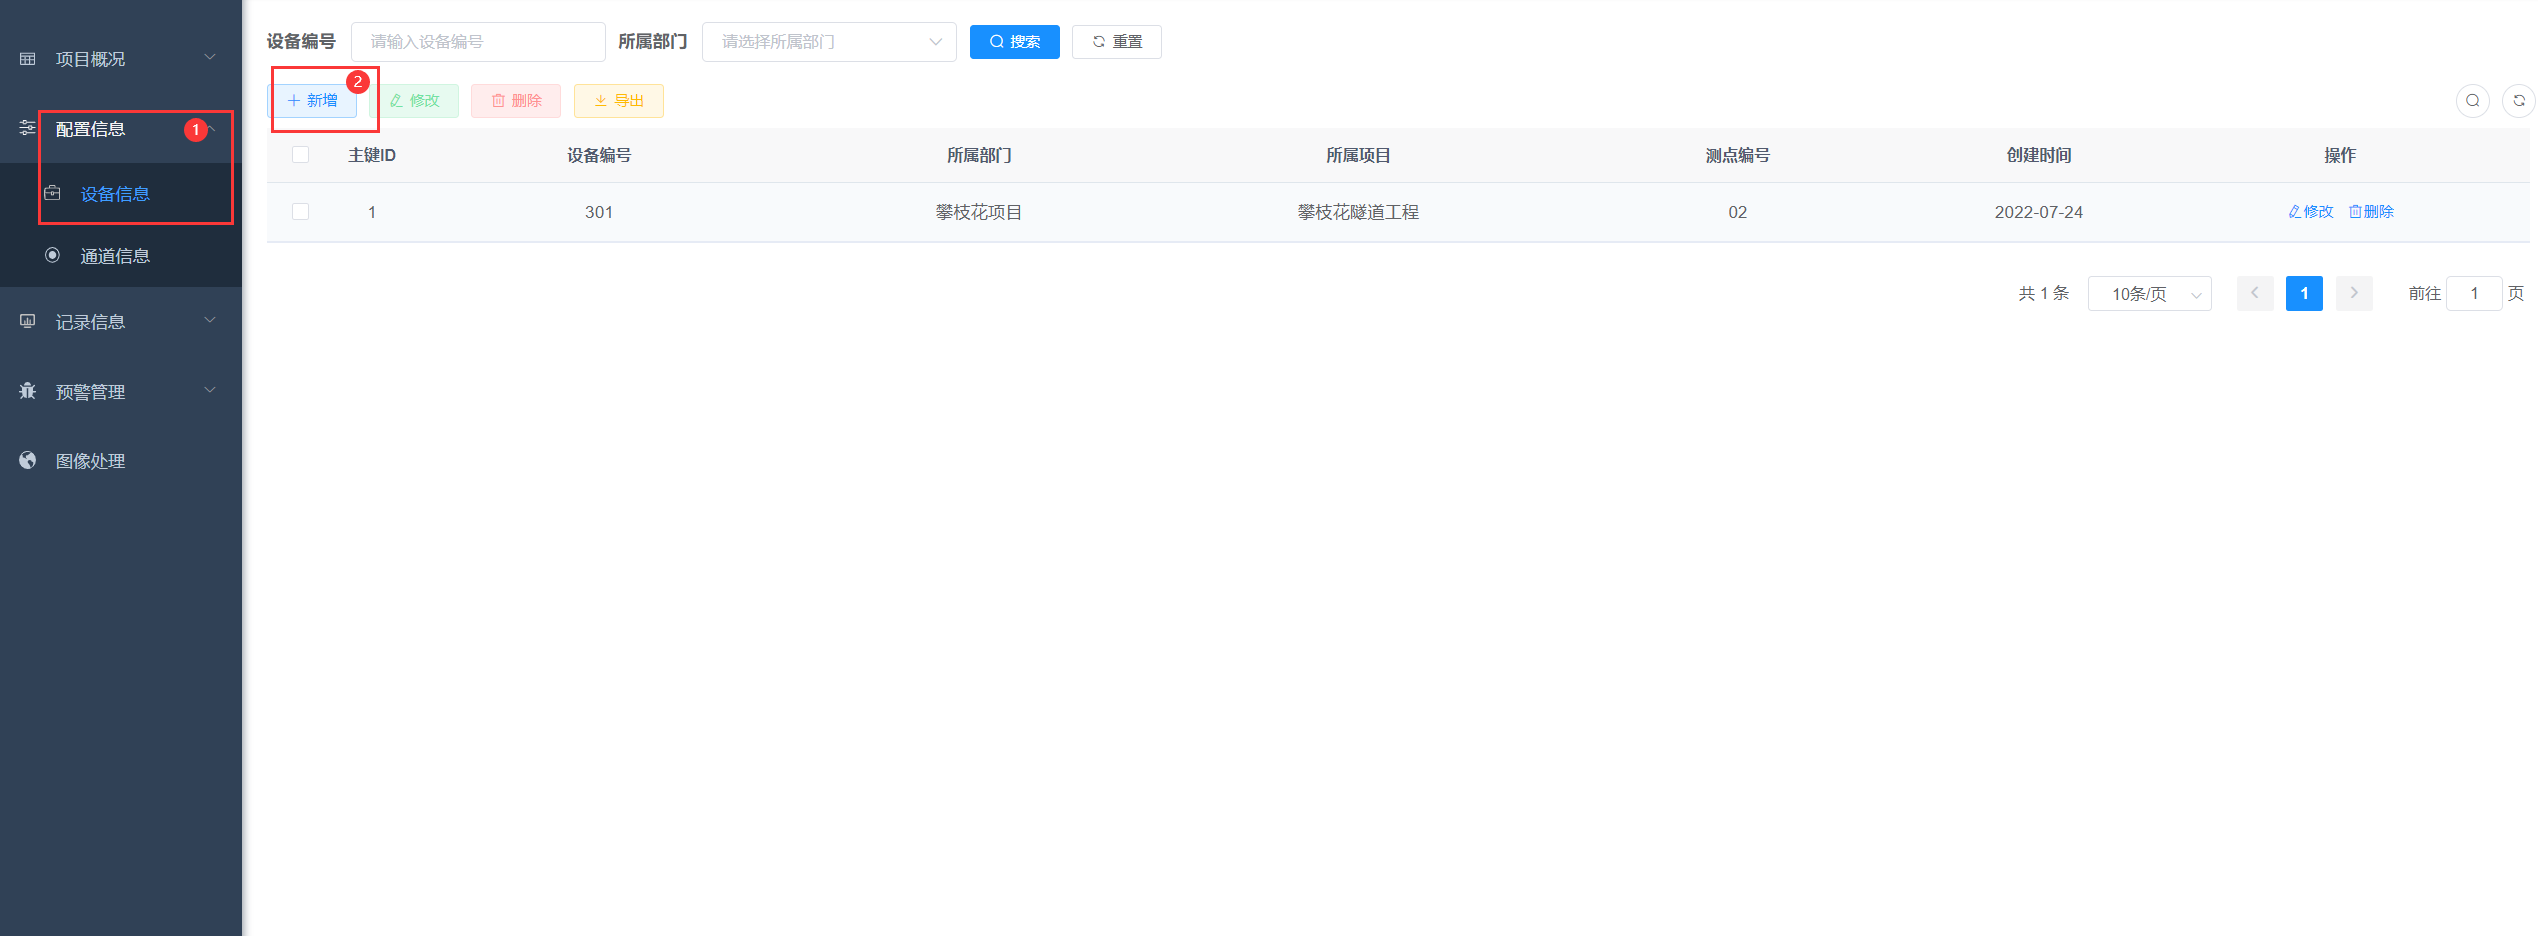 项目概况
配置信息 1
设备信息
通道信息
记录信息
预警管理
图像处理
设备编号 请输入设备编号 所属部门 请选择所属部门 搜索 重置
新增 2 修改 删除 导出
主键ID 设备编号 所属部门 所属项目 测点编号 创建时间 操作
1 301 攀枝花项目 攀枝花隧道工程 02 2022-07-24 修改 删除
共 1 条 10条/页 1 前往 1 页